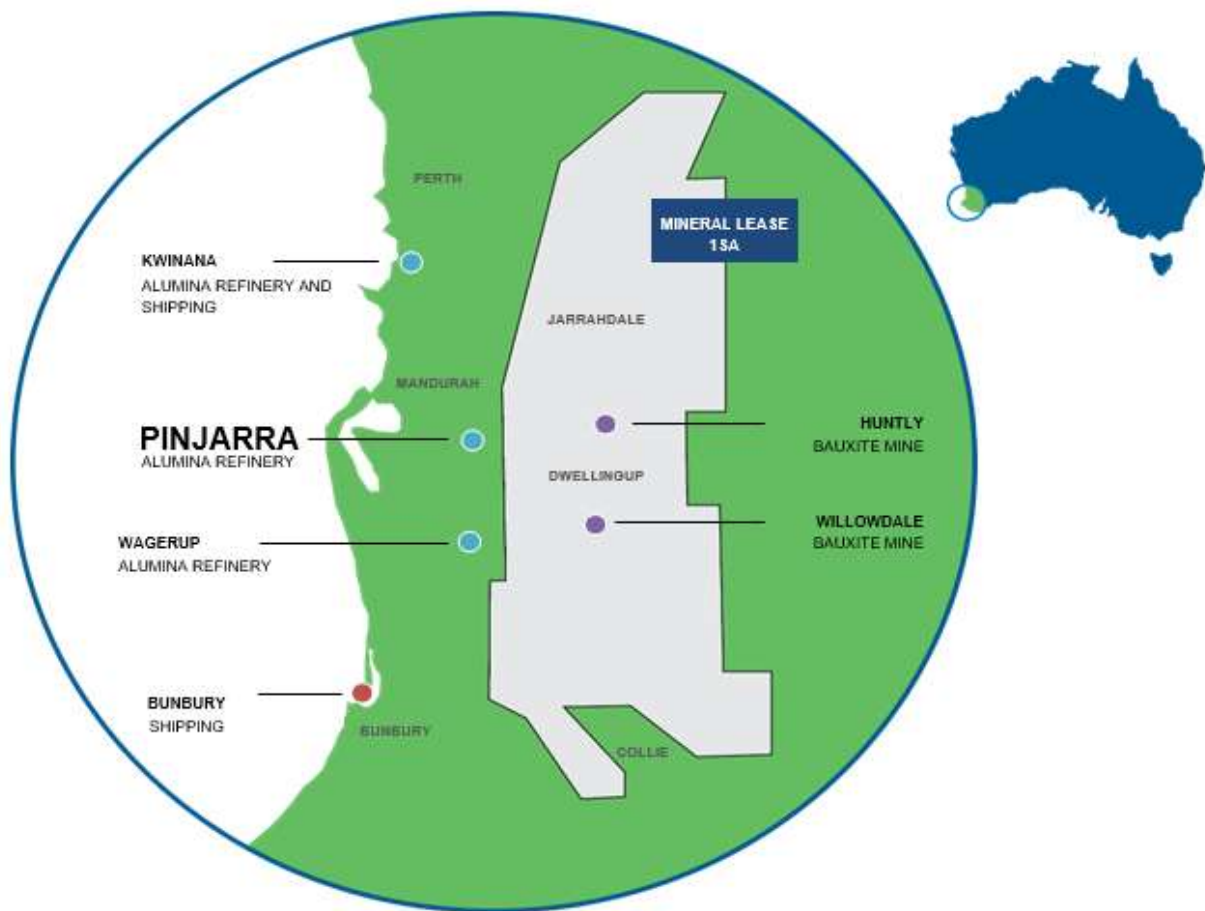 PERTH
MINERAL LEASE
1SA
KWINANA
ALUMINA REFINERY AND
SHIPPING
JARRAHDALE
MANDURAH
PINJARRA
ALUMINA REFINERY
HUNTLY
BAUXITE MINE
DWELLINGUP
WAGERUP
ALUMINA REFINERY
WILLOWDALE
BAUXITE MINE
BUNBURY
SHIPPING
BUNBURY
COLLIE